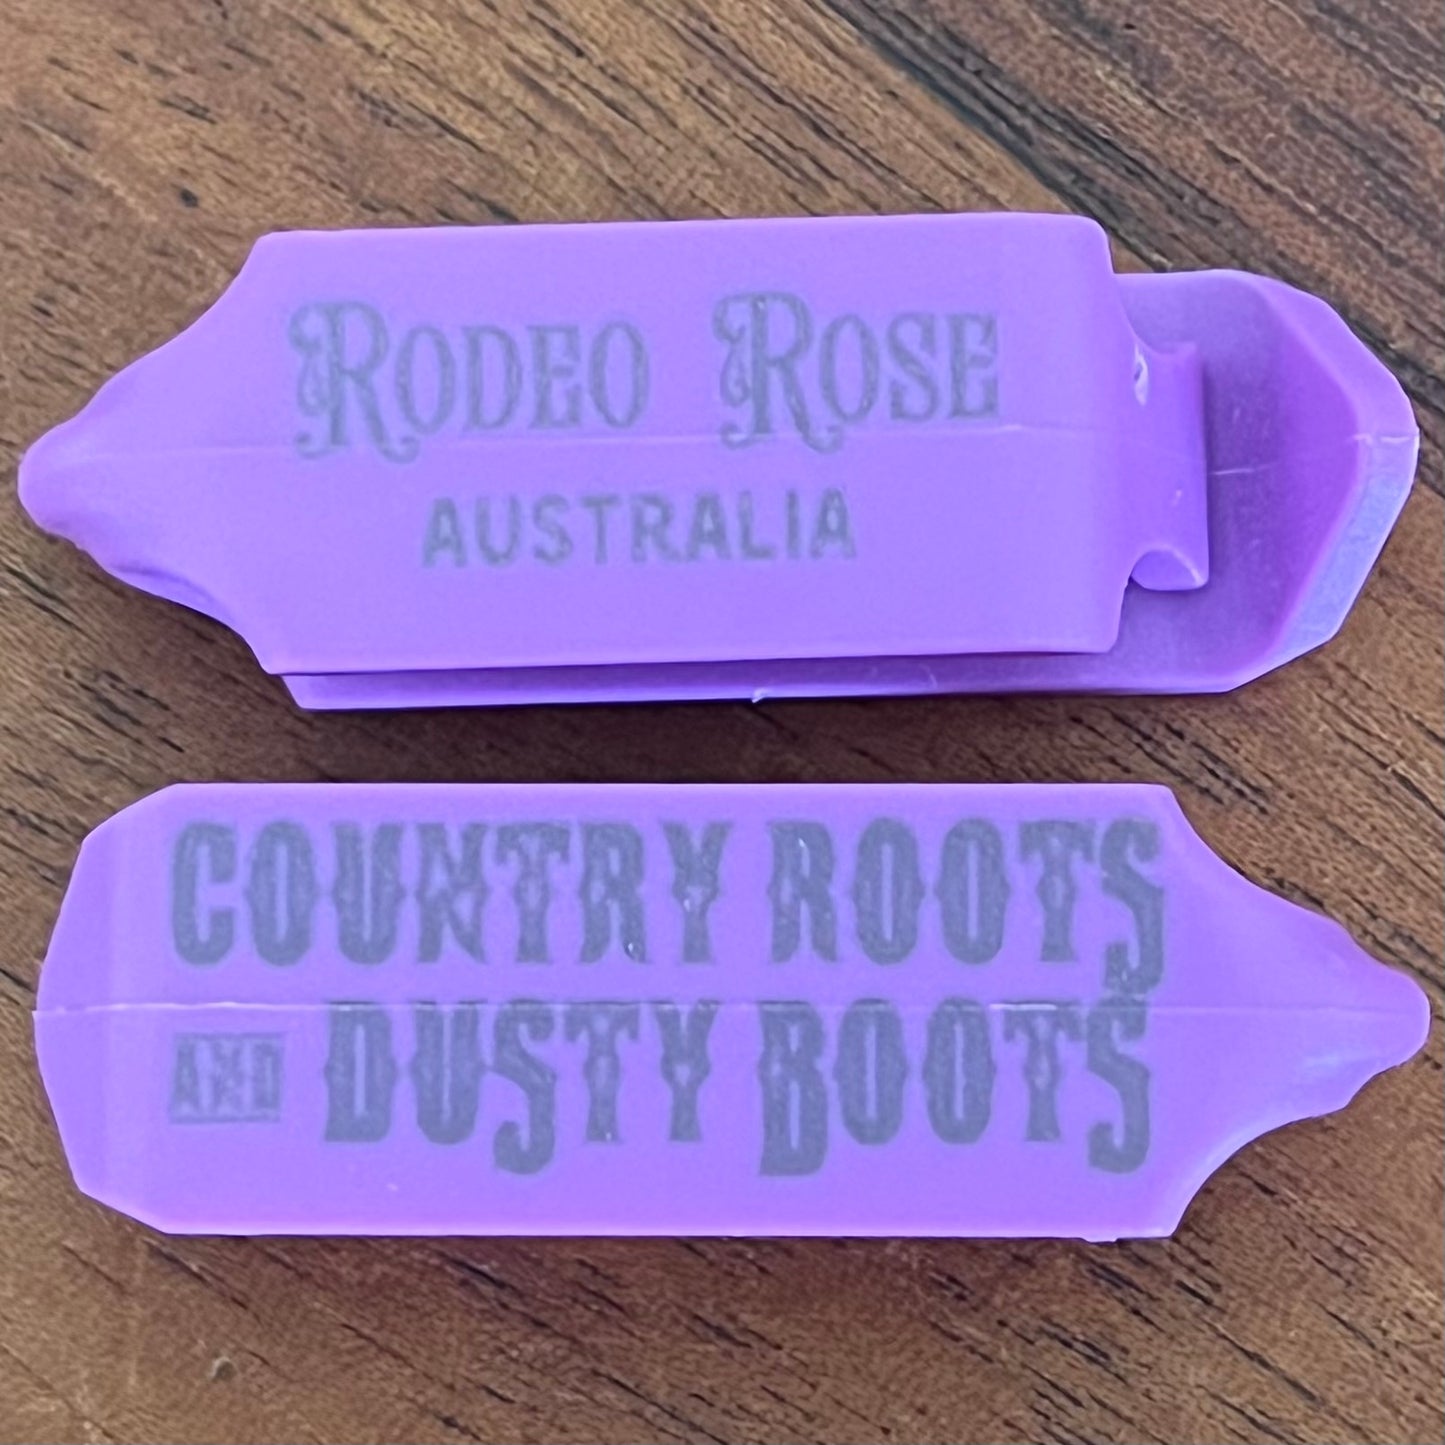 RODEO ROSE
AUSTRALIA
COUNTRY ROOTS
AND DUSTY BOOTS